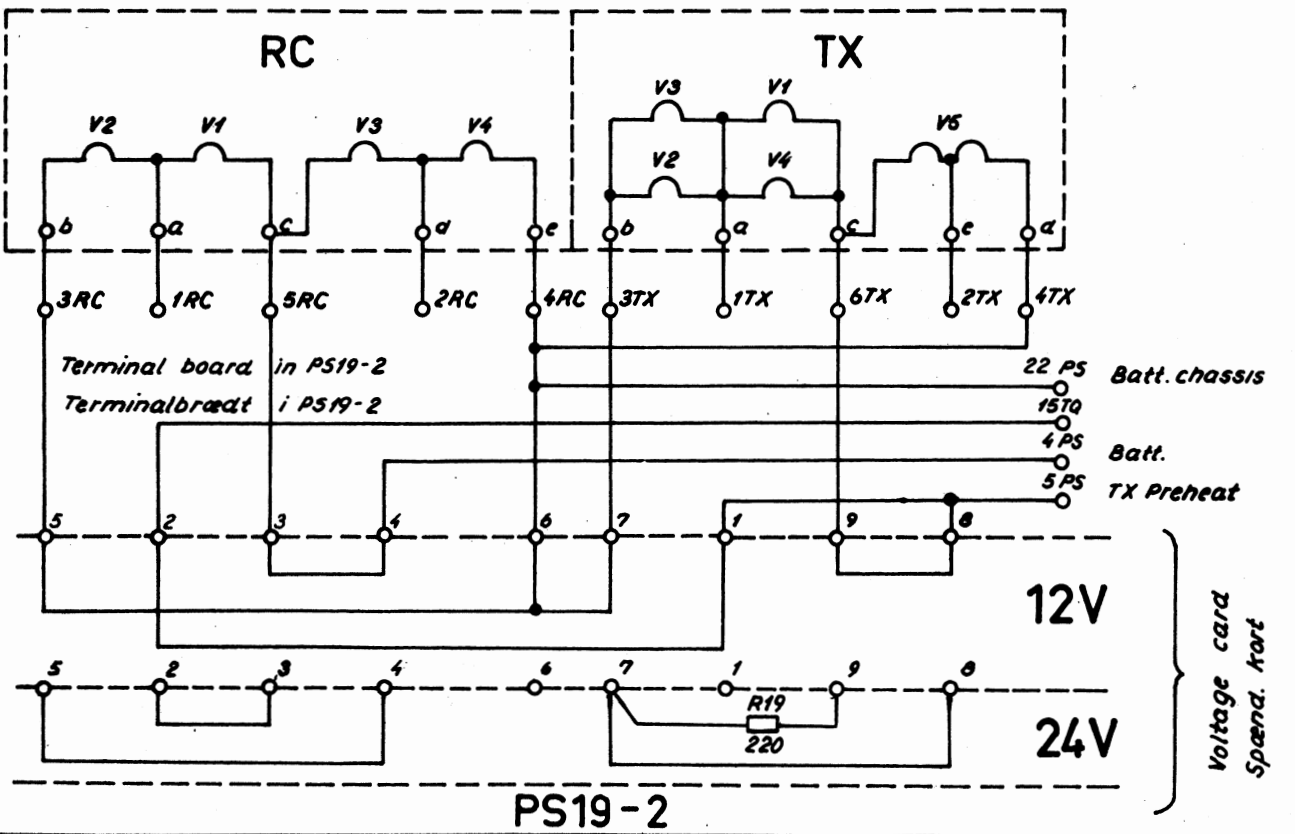 RC TX
V3 V1
V2 V1 V3 V4 V2 V4 V5
b a c d e b a c e d
3RC 1RC 5RC 2RC 4RC 3TX 1TX 6TX 2TX 4TX
Terminal board in PS19-2
Terminalbrædt i PS19-2
22 PS Batt. chassis
15TQ
4 PS Batt.
5 PS TX Preheat
5 2 3 4 6 7 1 9 8
12V
5 2 3 4 6 7 1 9 8
R19
220
24V
Voltage card
Spænd. kort
PS19-2